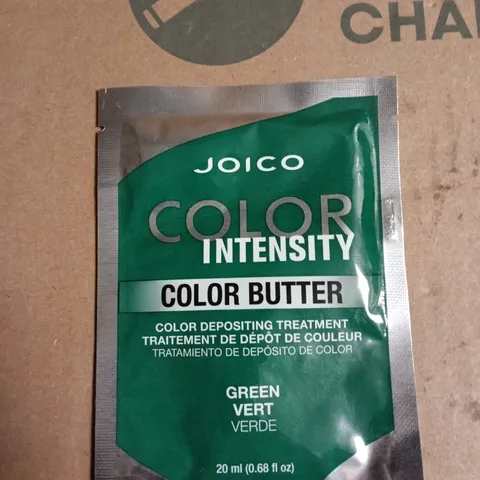 JOICO
COLOR
INTENSITY
COLOR BUTTER
COLOR DEPOSITING TREATMENT
TRAITEMENT DE DÉPÔT DE COULEUR
TRATAMIENTO DE DEPÓSITO DE COLOR
GREEN
VERT
VERDE
20 ml (0.68 fl oz)